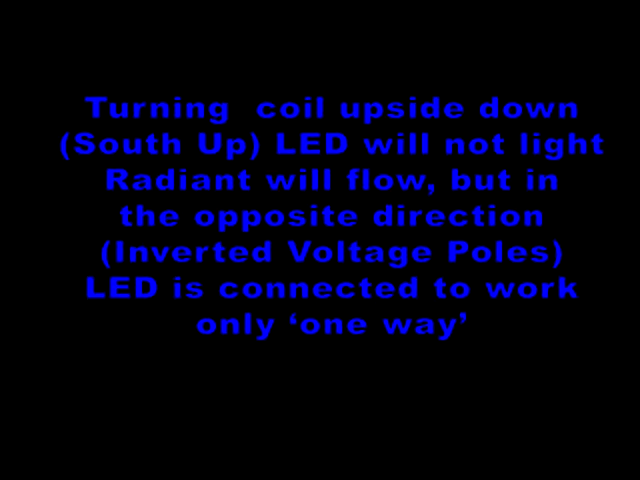 Turning  coil upside down
(South Up) LED will not light
Radiant will flow, but in
the opposite direction
(Inverted Voltage Poles)
LED is connected to work
only ‘one way’